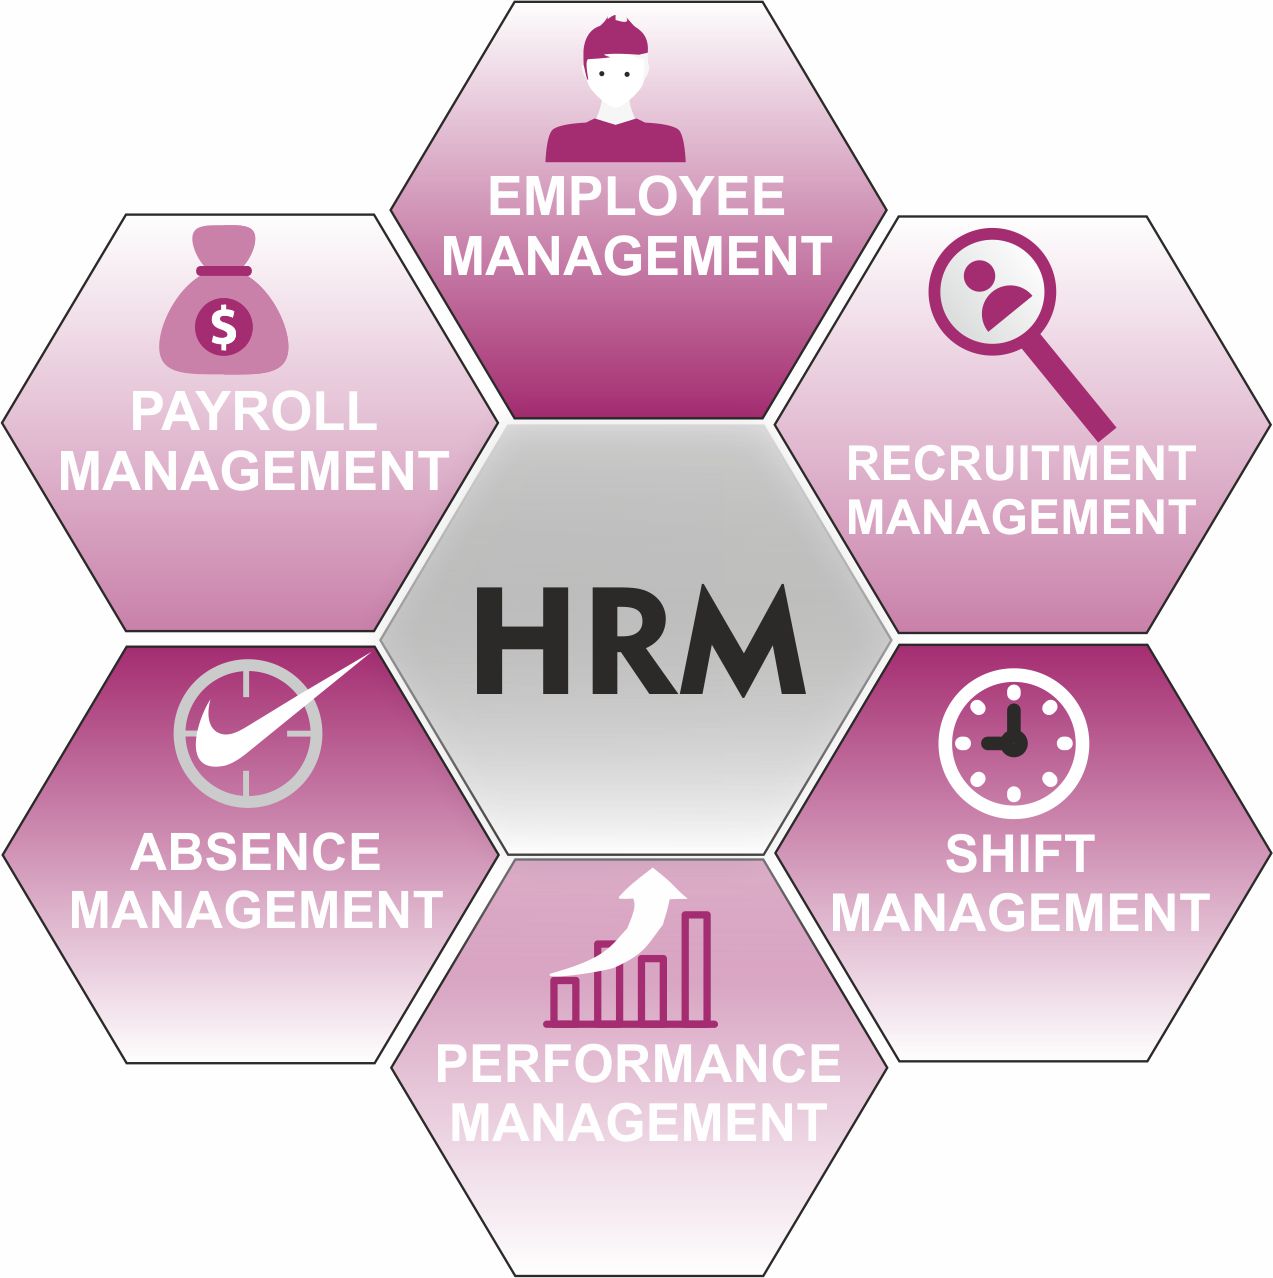 EMPLOYEE
MANAGEMENT
$
PAYROLL
MANAGEMENT
RECRUITMENT
MANAGEMENT
HRM
ABSENCE
MANAGEMENT
SHIFT
MANAGEMENT
PERFORMANCE
MANAGEMENT